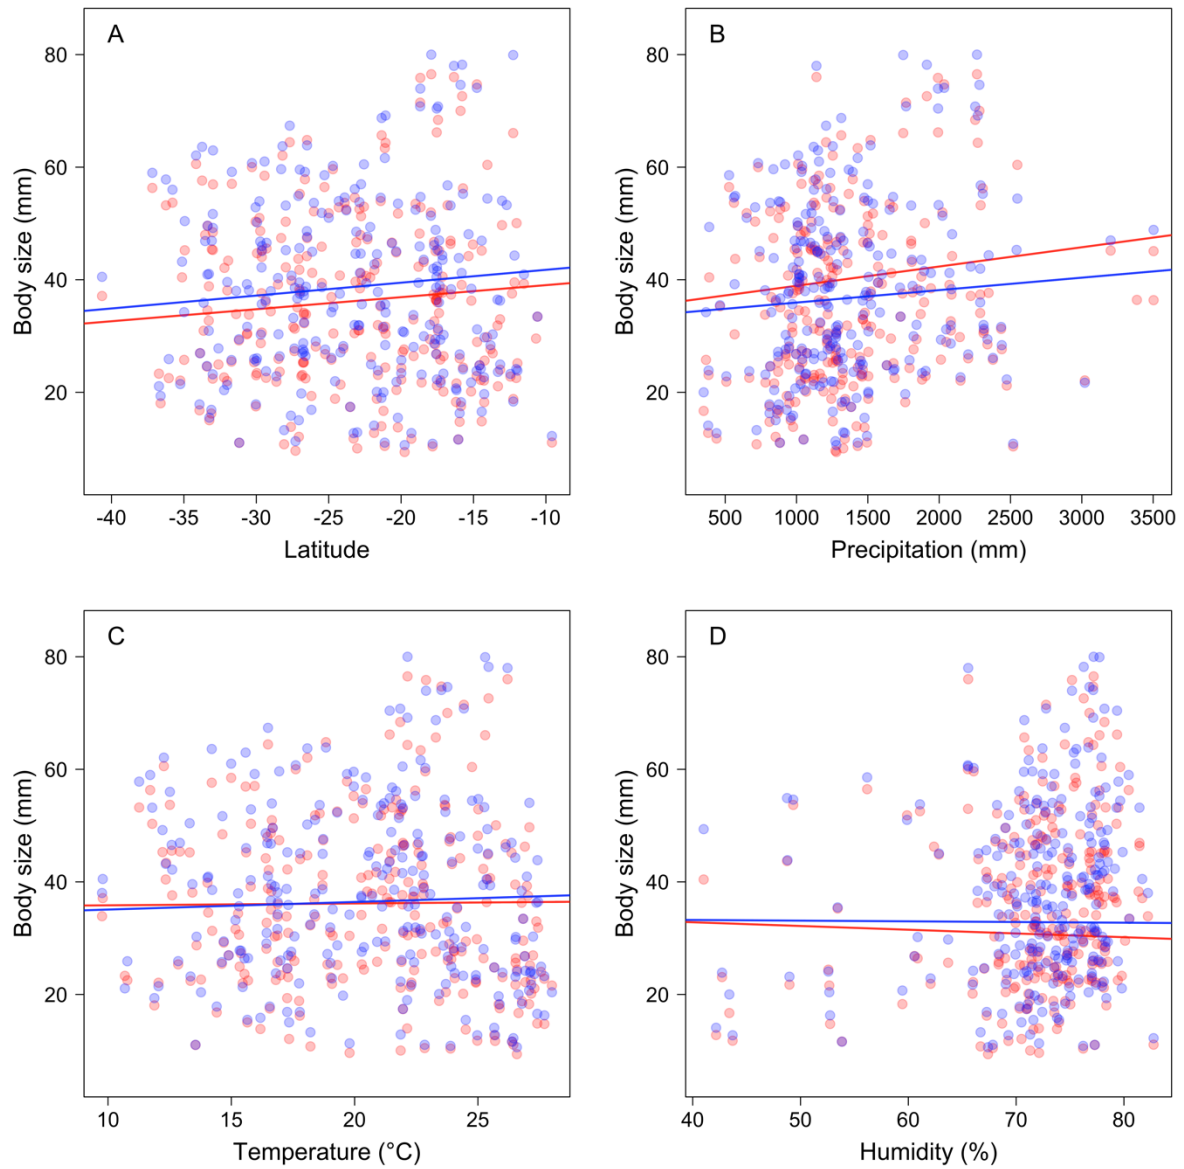 A
80
60
40
20
Body size (mm)
-40 -35 -30 -25 -20 -15 -10
Latitude
B
80
60
40
20
Body size (mm)
500 1000 1500 2000 2500 3000 3500
Precipitation (mm)
C
80
60
40
20
Body size (mm)
10 15 20 25
Temperature (°C)
D
80
60
40
20
Body size (mm)
40 50 60 70 80
Humidity (%)